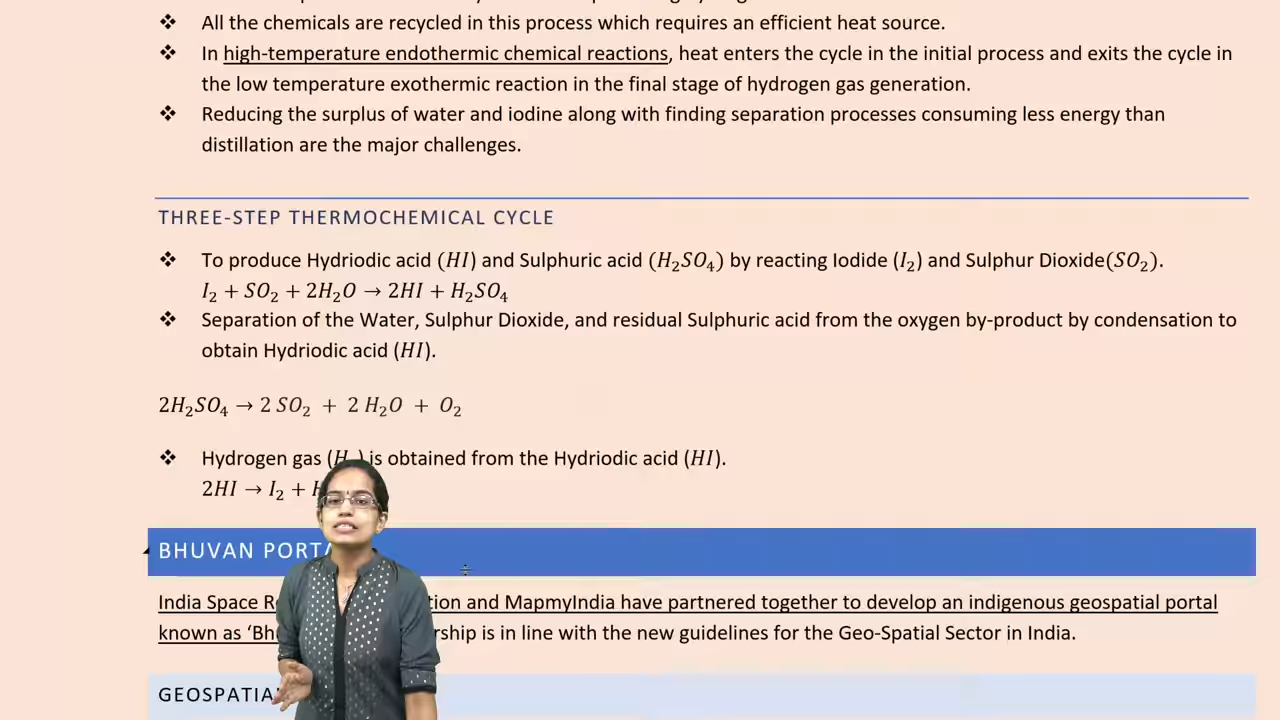 ❖ All the chemicals are recycled in this process which requires an efficient heat source.
❖ In high-temperature endothermic chemical reactions, heat enters the cycle in the initial process and exits the cycle in
the low temperature exothermic reaction in the final stage of hydrogen gas generation.
❖ Reducing the surplus of water and iodine along with finding separation processes consuming less energy than
distillation are the major challenges.
THREE-STEP THERMOCHEMICAL CYCLE
❖ To produce Hydriodic acid (HI) and Sulphuric acid (H₂SO₄) by reacting Iodide (I₂) and Sulphur Dioxide(SO₂).
I₂ + SO₂ + 2H₂O → 2HI + H₂SO₄
❖ Separation of the Water, Sulphur Dioxide, and residual Sulphuric acid from the oxygen by-product by condensation to
obtain Hydriodic acid (HI).
2H₂SO₄ → 2 SO₂ + 2 H₂O + O₂
❖ Hydrogen gas (H ) is obtained from the Hydriodic acid (HI).
2HI → I₂ +
BHUVAN
India Space and MapmyIndia have partnered together to develop an indigenous geospatial portal
known as is in line with the new guidelines for the Geo-Spatial Sector in India.